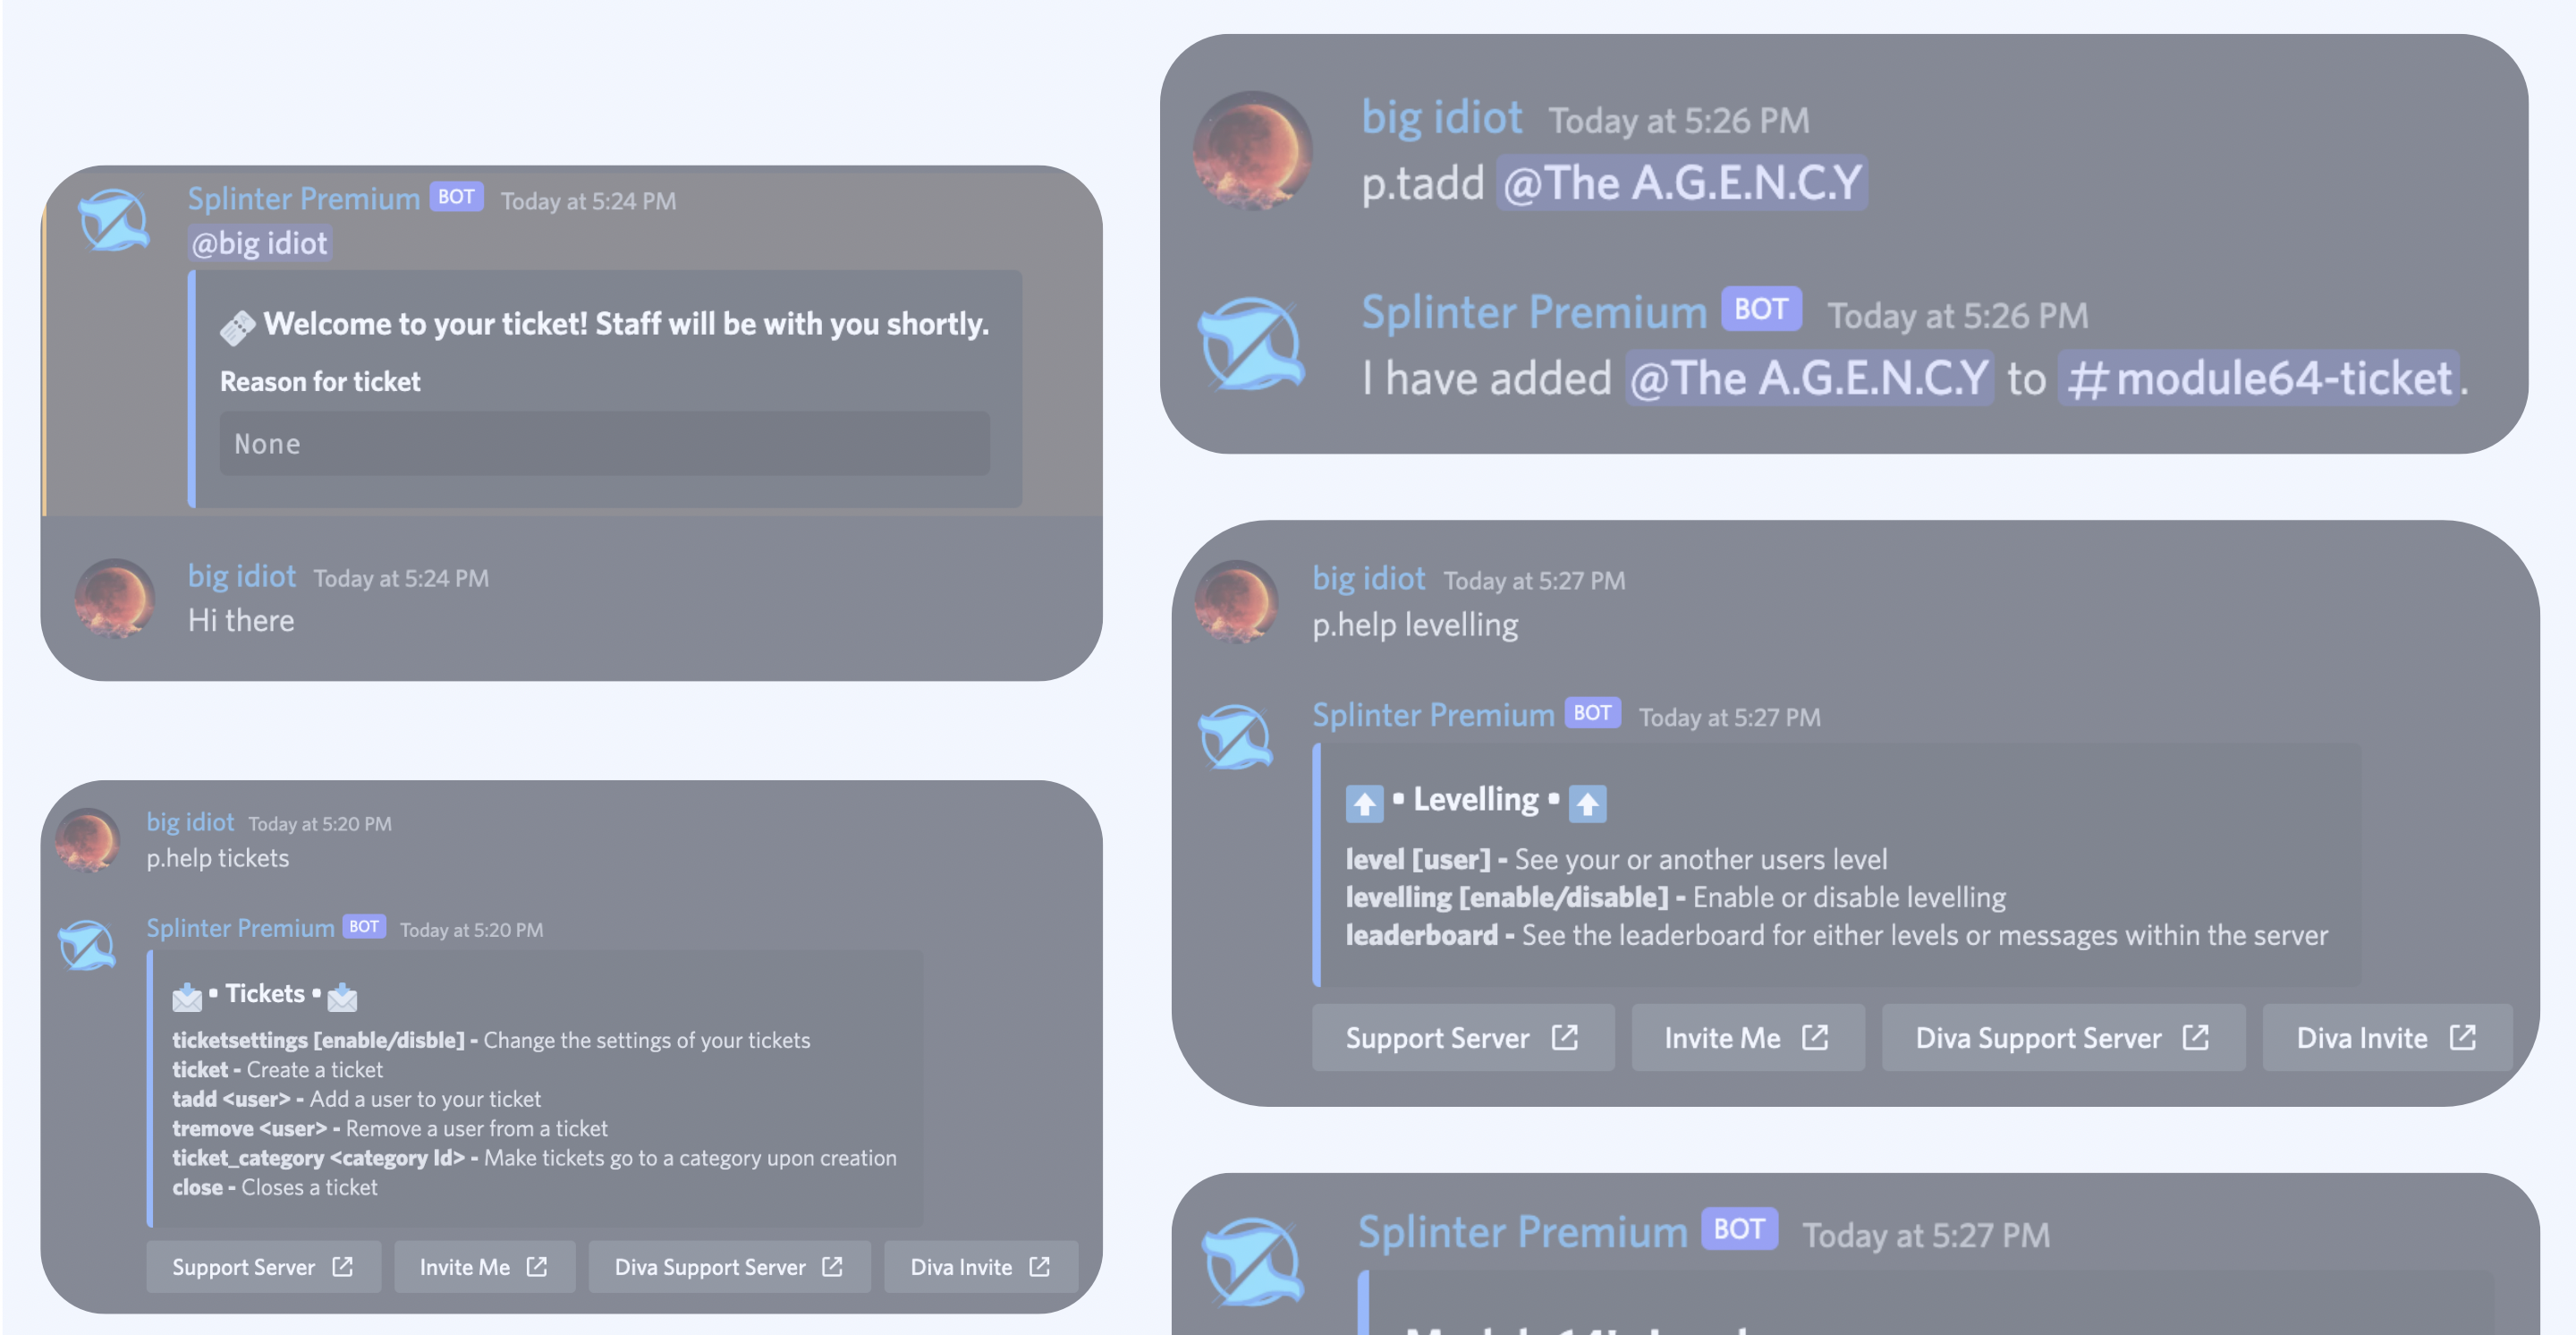 Splinter Premium BOT Today at 5:24 PM
@big idiot
Welcome to your ticket! Staff will be with you shortly.
Reason for ticket
None
big idiot Today at 5:24 PM
Hi there
big idiot Today at 5:20 PM
p.help tickets
Splinter Premium BOT Today at 5:20 PM
• Tickets •
ticketsettings [enable/disble] - Change the settings of your tickets
ticket - Create a ticket
tadd <user> - Add a user to your ticket
tremove <user> - Remove a user from a ticket
ticket_category <category Id> - Make tickets go to a category upon creation
close - Closes a ticket
Support Server Invite Me Diva Support Server Diva Invite
big idiot Today at 5:26 PM
p.tadd @The A.G.E.N.C.Y
Splinter Premium BOT Today at 5:26 PM
I have added @The A.G.E.N.C.Y to #module64-ticket.
big idiot Today at 5:27 PM
p.help levelling
Splinter Premium BOT Today at 5:27 PM
• Levelling •
level [user] - See your or another users level
levelling [enable/disable] - Enable or disable levelling
leaderboard - See the leaderboard for either levels or messages within the server
Support Server Invite Me Diva Support Server Diva Invite
Splinter Premium BOT Today at 5:27 PM